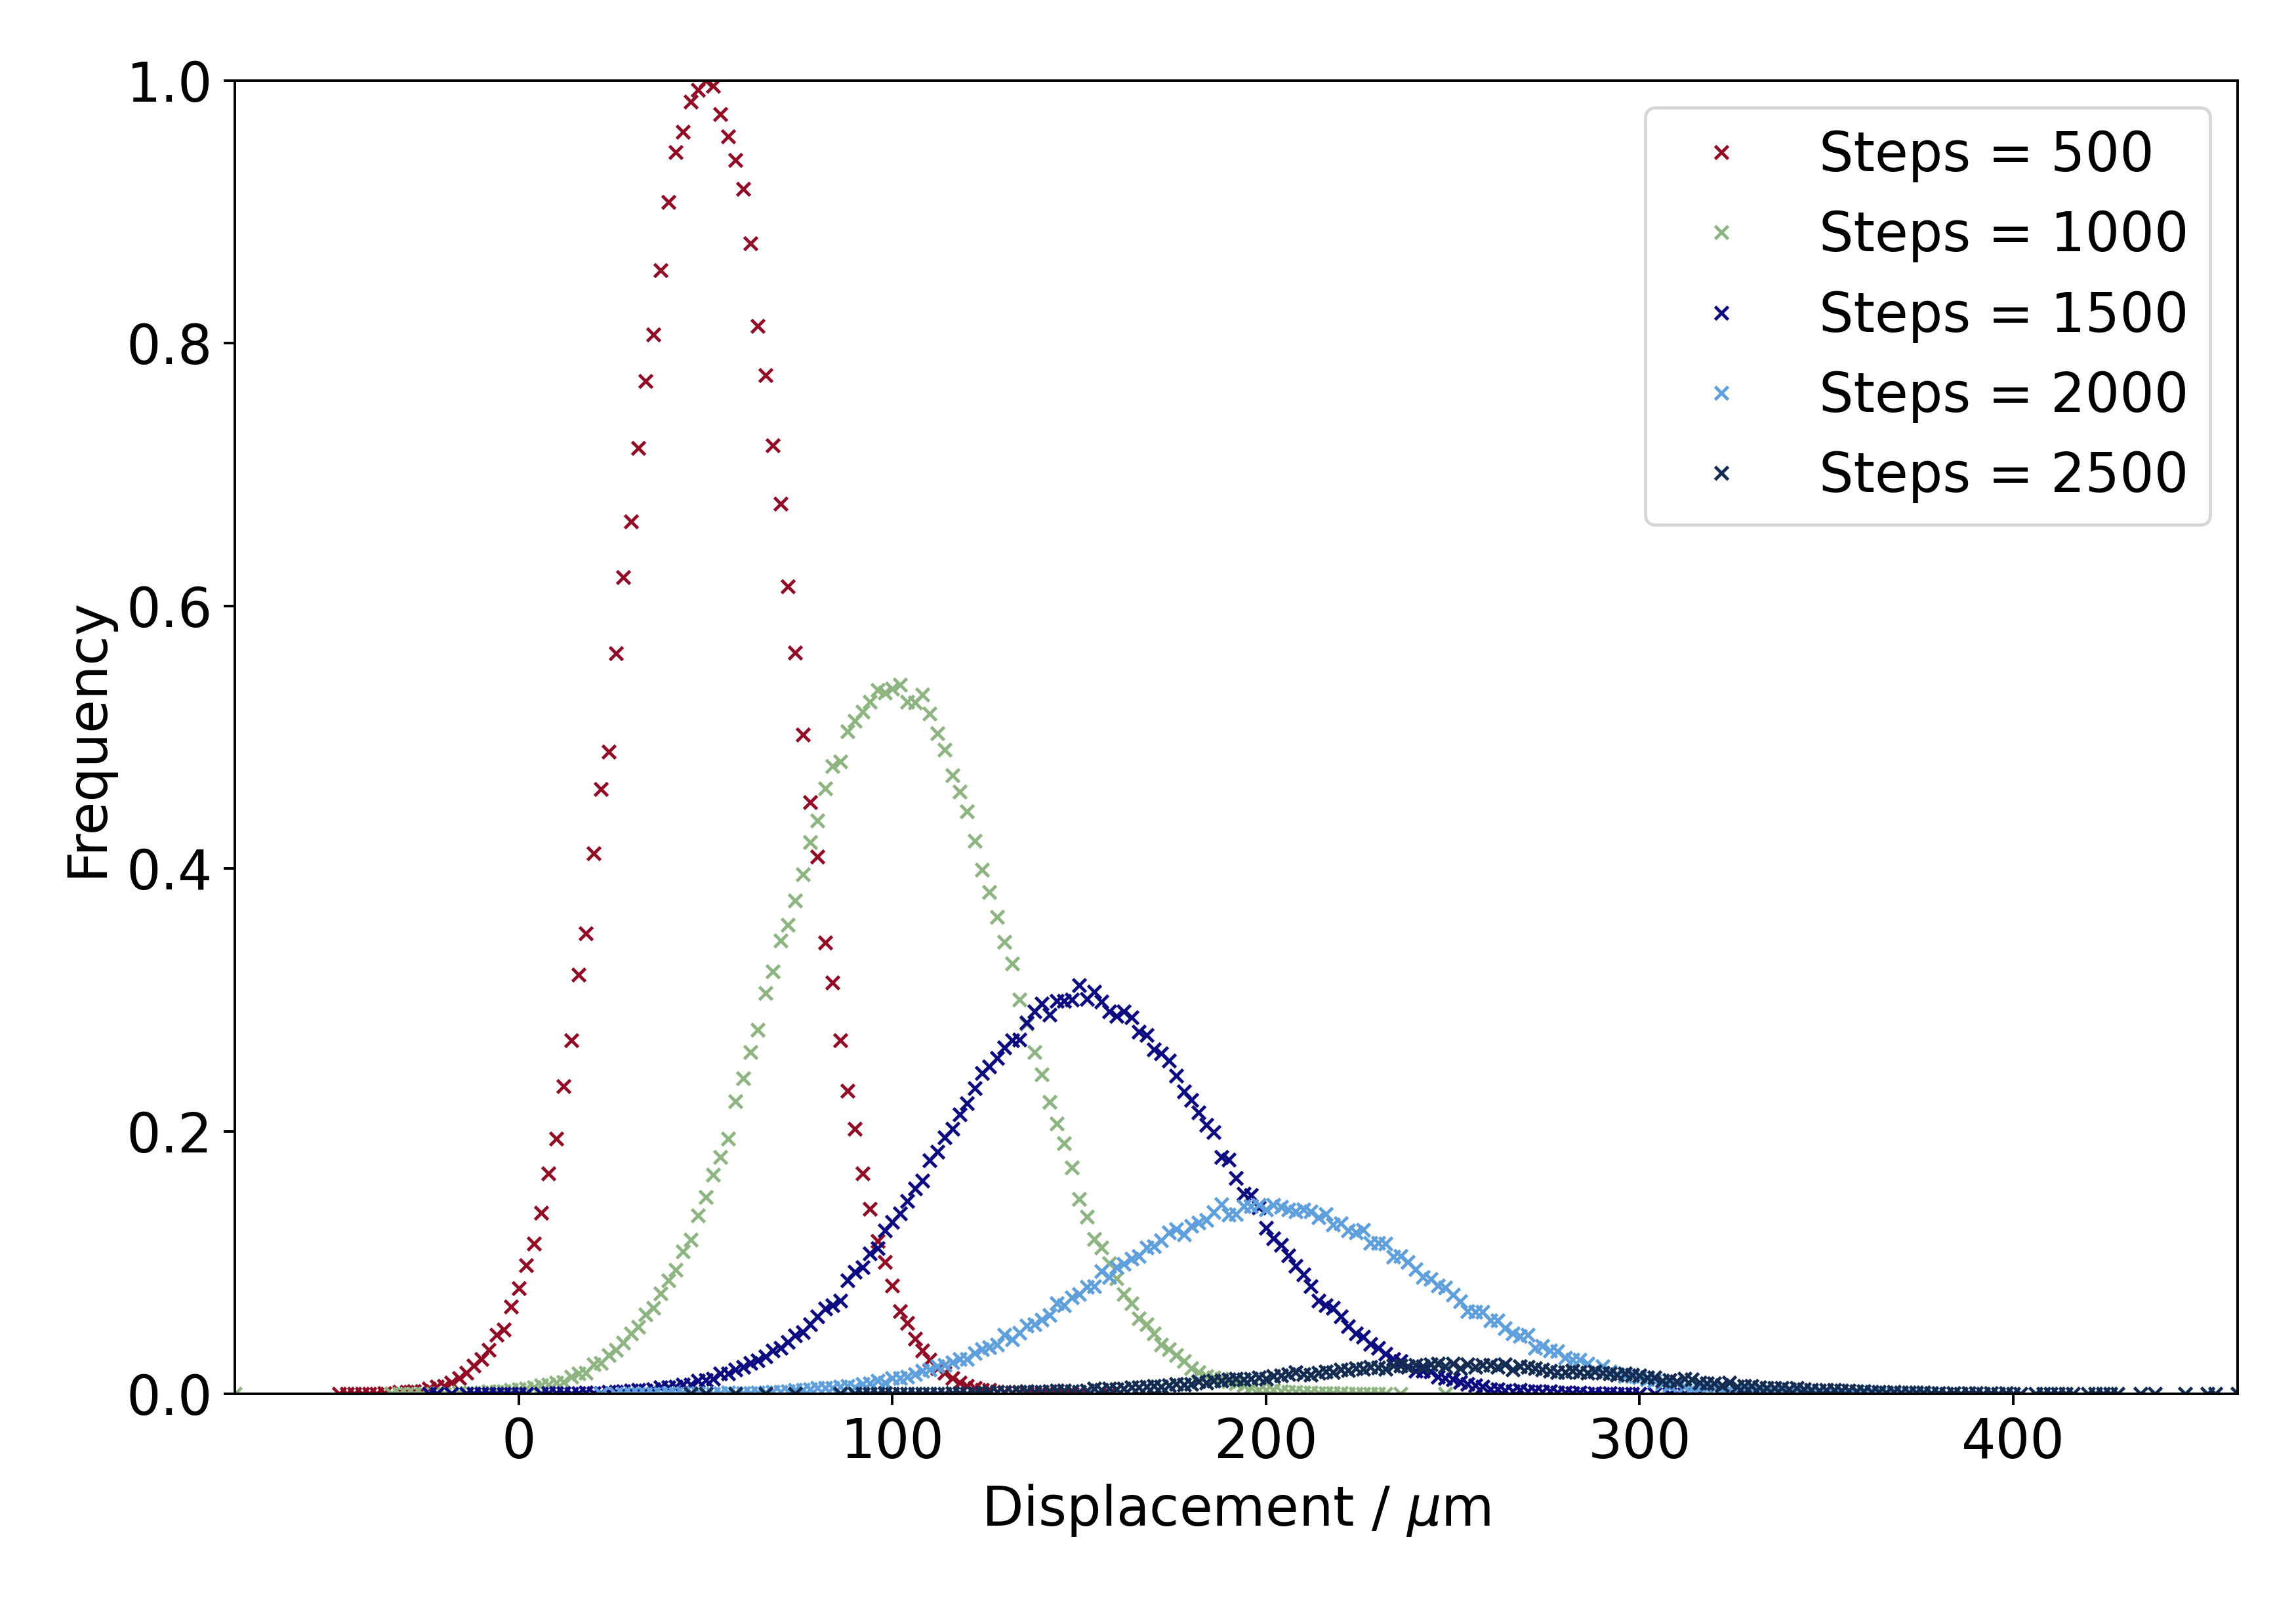 1.0
0.8
0.6
0.4
0.2
0.0
Frequency
0 100 200 300 400
Displacement / μm
Steps = 500
Steps = 1000
Steps = 1500
Steps = 2000
Steps = 2500